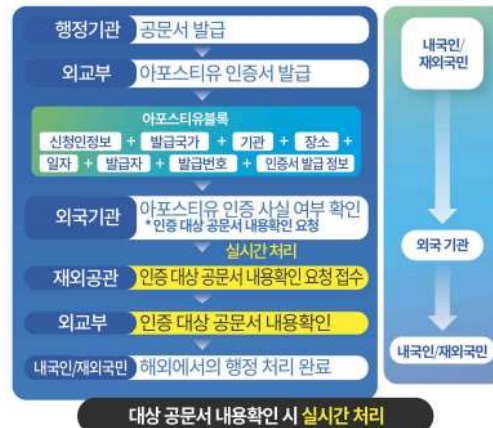 행정기관 공문서 발급
외교부 아포스티유 인증서 발급
아포스티유블록
신청인정보 + 발급국가 + 기관 + 장소 +
일자 + 발급자 + 발급번호 + 인증서 발급 정보
외국기관 아포스티유 인증 사실 여부 확인
* 인증 대상 공문서 내용확인 요청
실시간 처리
재외공관 인증 대상 공문서 내용확인 요청 접수
외교부 인증 대상 공문서 내용확인
내국인/재외국민 해외에서의 행정 처리 완료
내국인/
재외국민
외국 기관
내국인/재외국민
대상 공문서 내용확인 시 실시간 처리